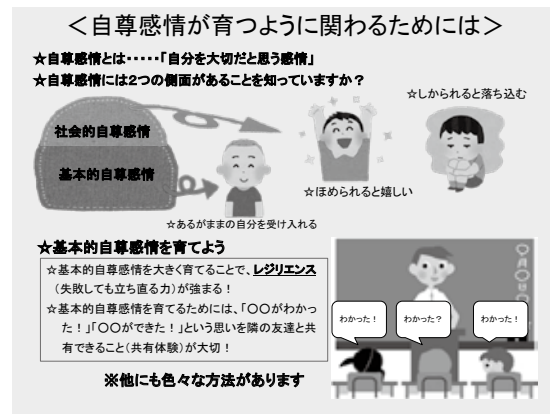 ＜自尊感情が育つように関わるためには＞
☆自尊感情とは・・・・・「自分を大切だと思う感情」
☆自尊感情には２つの側面があることを知っていますか？
☆しかられると落ち込む
社会的自尊感情
基本的自尊感情
☆ほめられると嬉しい
☆あるがままの自分を受け入れる
☆基本的自尊感情を育てよう
☆基本的自尊感情を大きく育てることで、レジリエンス
（失敗しても立ち直る力）が強まる！
☆基本的自尊感情を育てるためには、「〇〇がわかっ
た！」「〇〇ができた！」という思いを隣の友達と共
有できること（共有体験）が大切！
わかった！
わかった？
わかった！
※他にも色々な方法があります